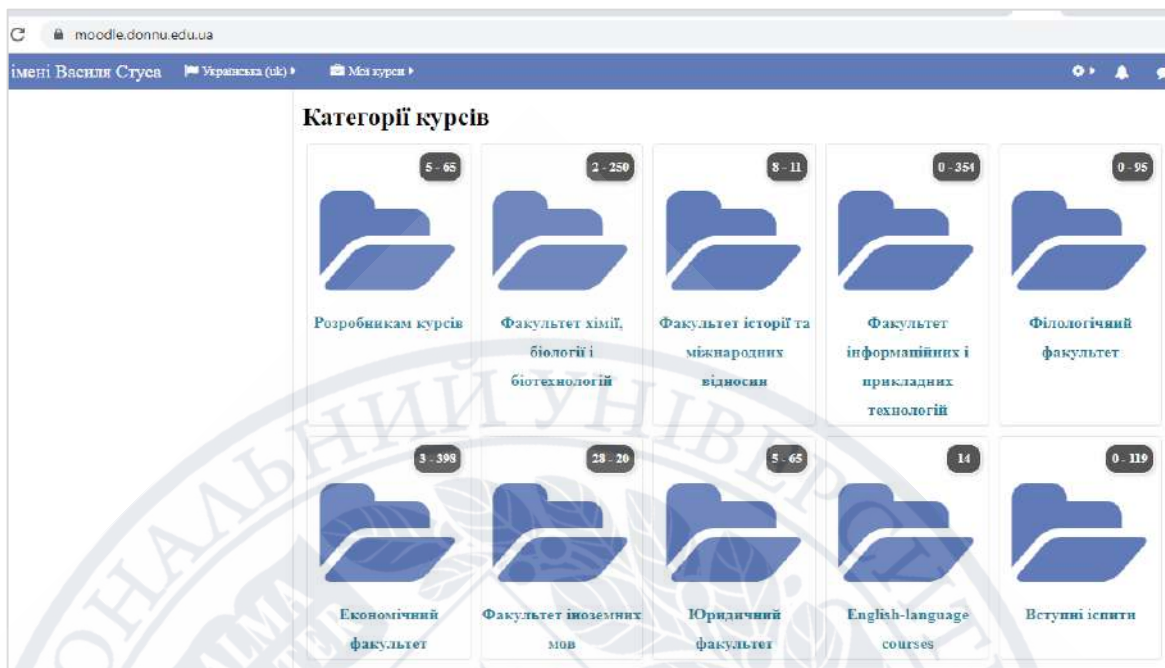 moodle.donnu.edu.ua
імені Василя Стуса Українська (uk) Мої курси
Категорії курсів
5 - 65 2 - 250 8 - 11 0 - 354 0 - 95
Розробникам курсів Факультет хімії, Факультет історії та Факультет Філологічний
біології і міжнародних інформаційних і факультет
біотехнологій відносин прикладних
технологій
3 - 398 28 - 20 5 - 65 14 0 - 119
Економічний Факультет іноземних Юридичний English-language Вступні іспити
факультет мов факультет courses
ОНАЛЬНИЙ УНІВЕРСИТ
ALMA